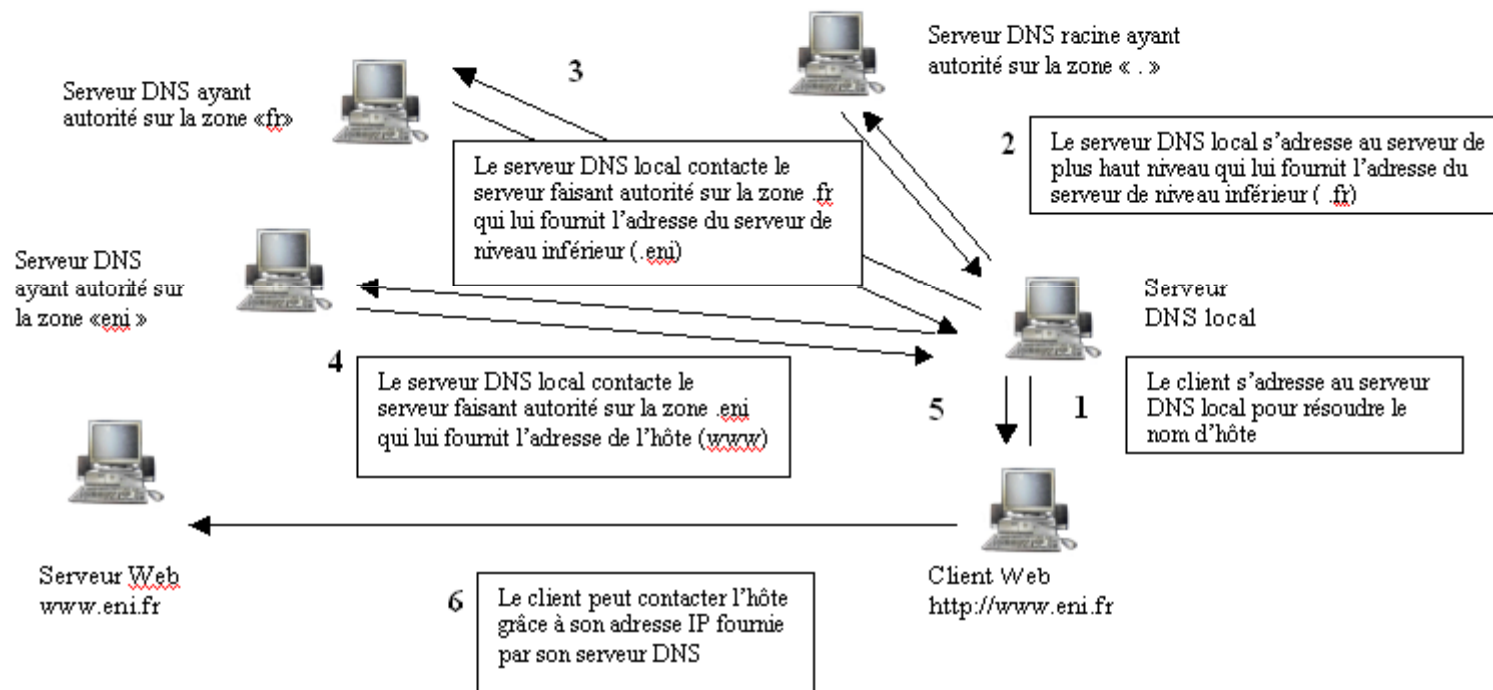 Serveur DNS racine ayant
autorité sur la zone « . »
3
Serveur DNS ayant
autorité sur la zone «fr»
2
Le serveur DNS local s’adresse au serveur de
plus haut niveau qui lui fournit l’adresse du
serveur de niveau inférieur ( .fr)
Le serveur DNS local contacte le
serveur faisant autorité sur la zone .fr
qui lui fournit l’adresse du serveur de
niveau inférieur (.eni)
Serveur DNS
ayant autorité sur
la zone «eni »
Serveur
DNS local
4
Le serveur DNS local contacte le
serveur faisant autorité sur la zone .eni
qui lui fournit l’adresse de l’hôte (www)
5
1
Le client s’adresse au serveur
DNS local pour résoudre le
nom d’hôte
Serveur Web
www.eni.fr
Client Web
http://www.eni.fr
6
Le client peut contacter l’hôte
grâce à son adresse IP fournie
par son serveur DNS